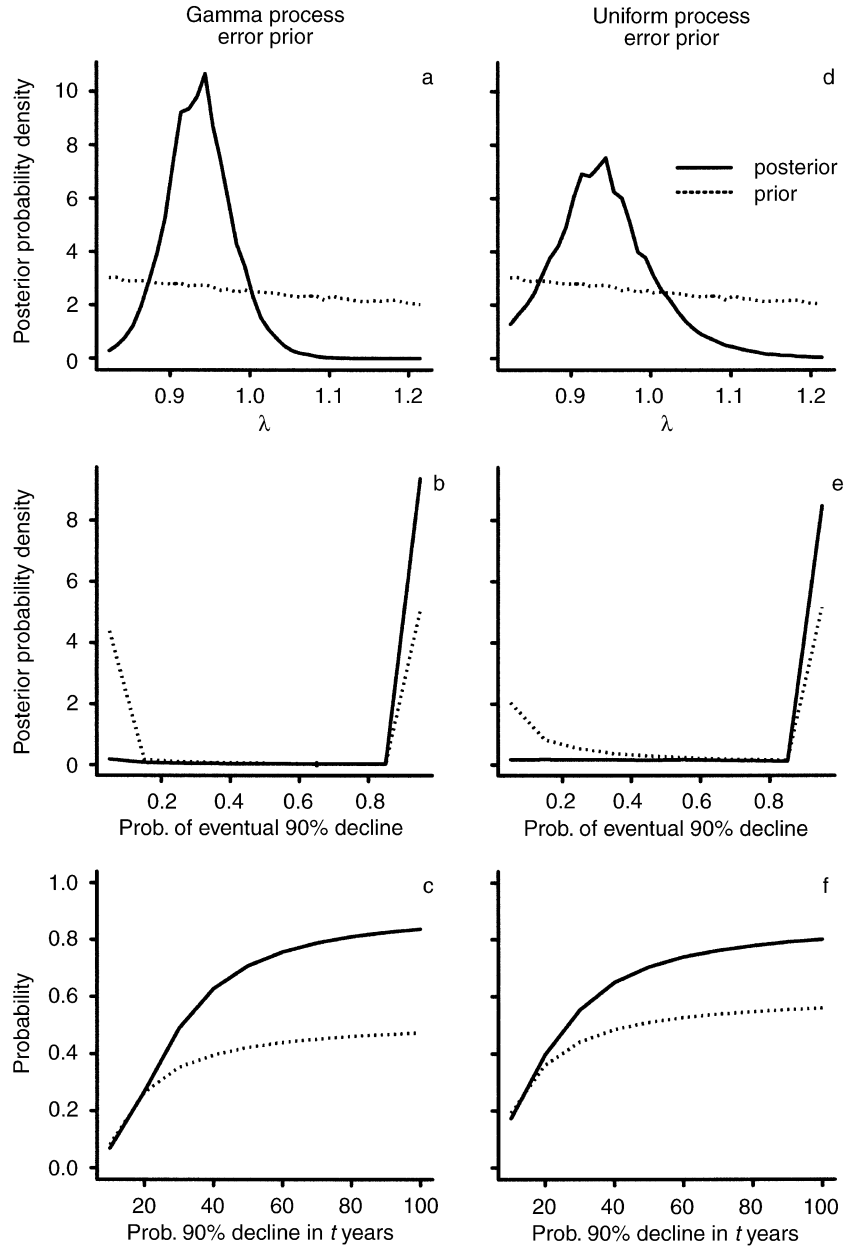 Gamma process
error prior
Uniform process
error prior
a
Posterior probability density
10
8
6
4
2
0
0.9
1.0
1.1
1.2
λ
d
posterior
prior
0.9
1.0
1.1
1.2
λ
b
Posterior probability density
8
6
4
2
0
0.2
0.4
0.6
0.8
Prob. of eventual 90% decline
e
0.2
0.4
0.6
0.8
Prob. of eventual 90% decline
c
Probability
1.0
0.8
0.6
0.4
0.2
0.0
20
40
60
80
100
Prob. 90% decline in t years
f
20
40
60
80
100
Prob. 90% decline in t years